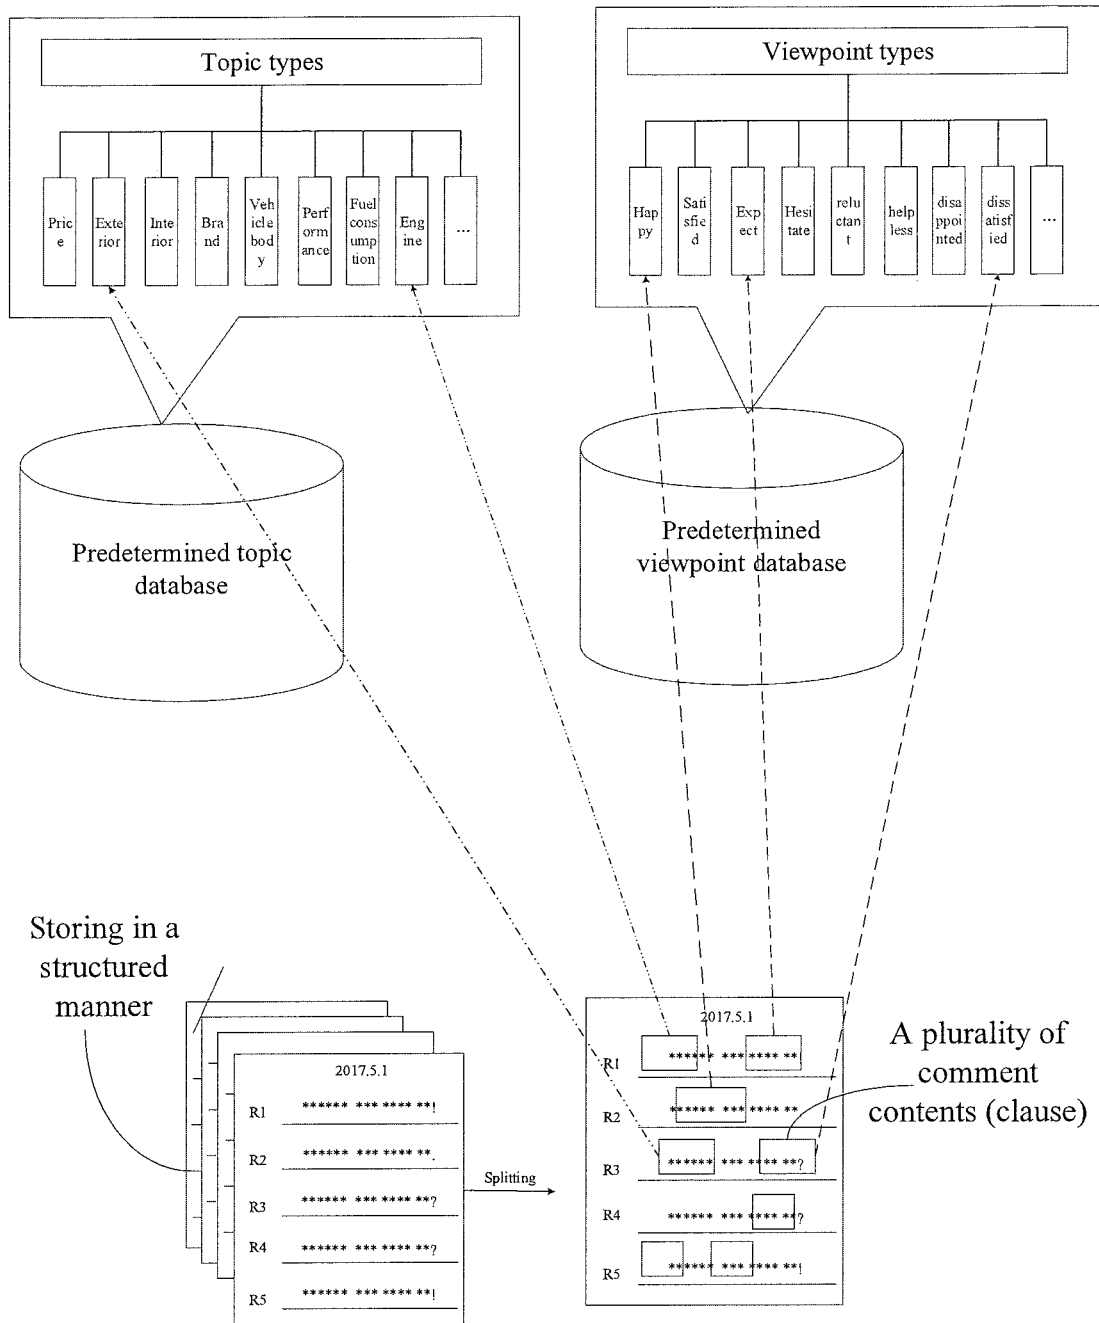 Topic types
Pric
e
Exte
rior
Inte
rior
Bra
nd
Veh
icle
bod
y
Perf
orm
ance
Fuel
cons
ump
tion
Eng
ine
...
Viewpoint types
Hap
py
Sati
sfie
d
Exp
ect
Hesi
tate
relu
ctan
t
help
less
disa
ppoi
nted
diss
atisf
ied
...
Predetermined topic
database
Predetermined
viewpoint database
Storing in a
structured
manner
2017.5.1
R1 ****** *** **** **!
R2 ****** *** **** **.
R3 ****** *** **** **?
R4 ****** *** **** **?
R5 ****** *** **** **!
Splitting
2017.5.1
R1 ****** *** **** **
R2 ****** *** **** **
R3 ****** *** **** **?
R4 ****** *** **** **?
R5 ****** *** **** **!
A plurality of
comment
contents (clause)